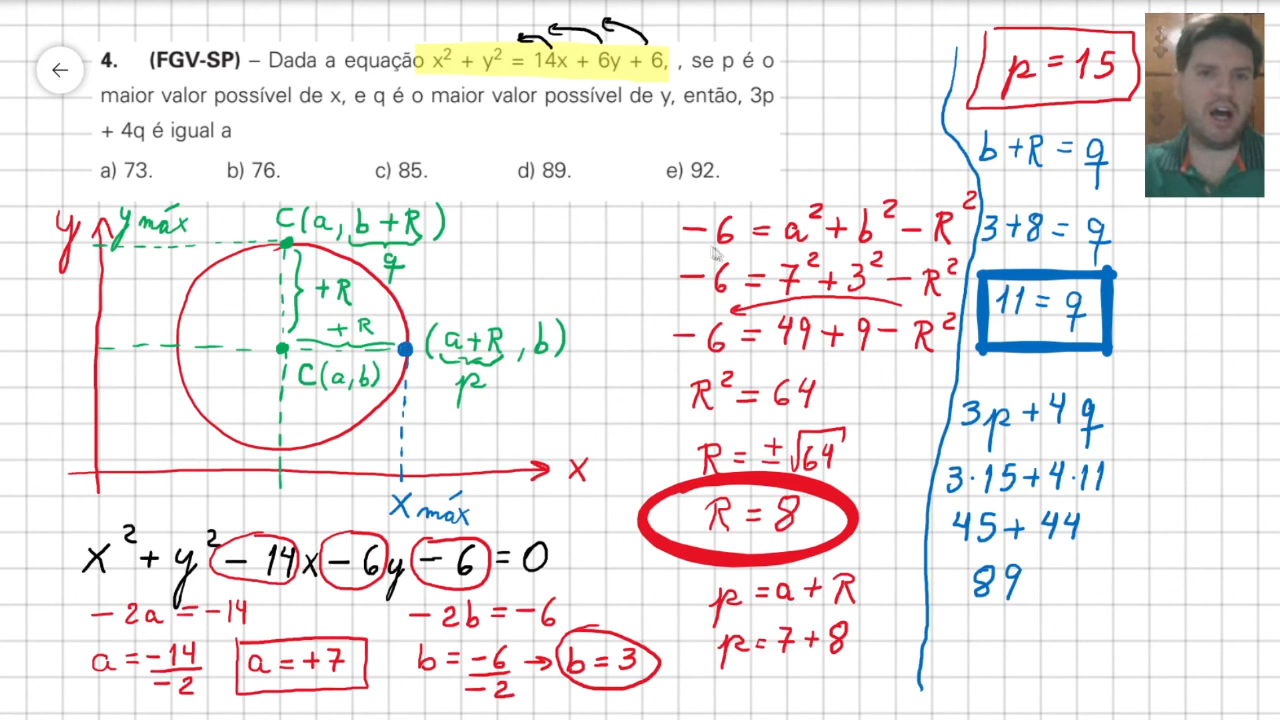 4. (FGV-SP) – Dada a equação x² + y² = 14x + 6y + 6, , se p é o
maior valor possível de x, e q é o maior valor possível de y, então, 3p
+ 4q é igual a
a) 73. b) 76. c) 85. d) 89. e) 92.
y
y máx
C(a, b + R)
q
+ R
+ R
C(a, b)
(a+R, b)
p
x
x máx
x² + y² - 14x - 6y - 6 = 0
- 2a = -14
a = -14/-2
a = +7
- 2b = -6
b = -6/-2 → b = 3
-6 = a² + b² - R²
-6 = 7² + 3² - R²
-6 = 49 + 9 - R²
R² = 64
R = ±√64
R = 8
p = a + R
p = 7 + 8
p = 15
b + R = q
3 + 8 = q
11 = q
3p + 4q
3·15 + 4·11
45 + 44
89